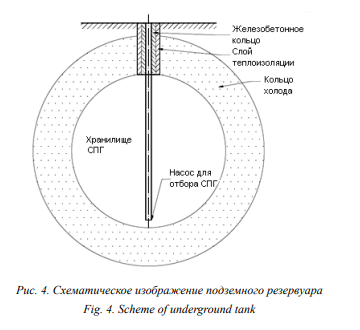 Железобетонное
кольцо
Слой
теплоизоляции
Кольцо
холода
Хранилище
СПГ
Насос для
отбора СПГ
Рис. 4. Схематическое изображение подземного резервуара
Fig. 4. Scheme of underground tank